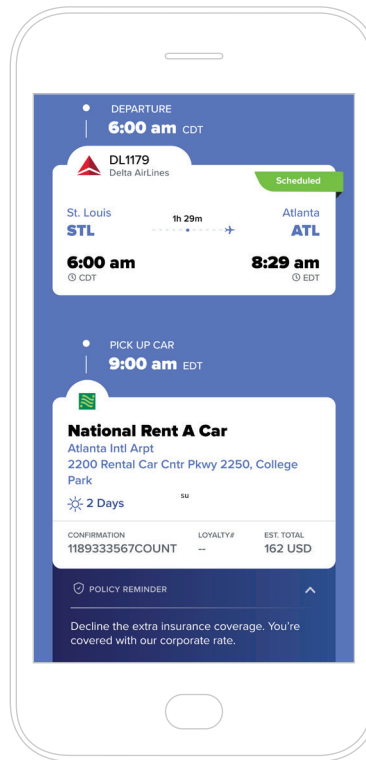 DEPARTURE
6:00 am CDT
DL1179
Delta AirLines
Scheduled
St. Louis 1h 29m Atlanta
STL ATL
6:00 am 8:29 am
CDT EDT
PICK UP CAR
9:00 am EDT
National Rent A Car
Atlanta Intl Arpt
2200 Rental Car Cntr Pkwy 2250, College
Park
2 Days su
CONFIRMATION LOYALTY# EST. TOTAL
1189333567COUNT -- 162 USD
POLICY REMINDER
Decline the extra insurance coverage. You're
covered with our corporate rate.